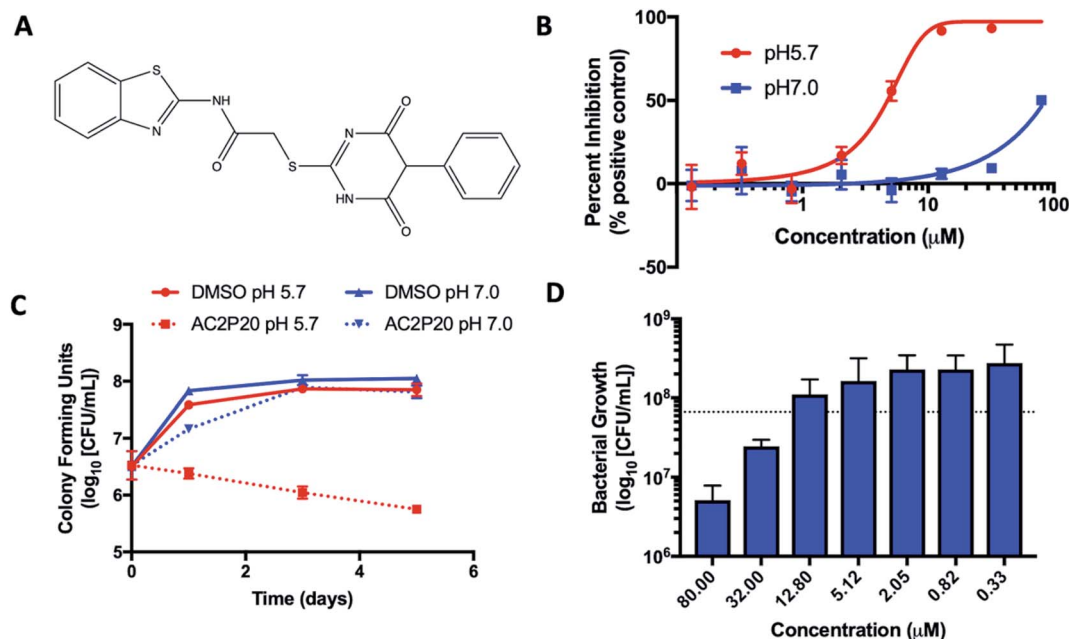 A
S
N
NH
O
S
O
N
NH
O
B
Percent Inhibition
(% positive control)
100
50
0
-50
pH5.7
pH7.0
1
10
100
Concentration (μM)
C
DMSO pH 5.7
DMSO pH 7.0
AC2P20 pH 5.7
AC2P20 pH 7.0
Colony Forming Units
(log10 [CFU/mL])
9
8
7
6
5
0
2
4
6
Time (days)
D
Bacterial Growth
(log10 [CFU/mL])
10^9
10^8
10^7
10^6
80.00
32.00
12.80
5.12
2.05
0.82
0.33
Concentration (μM)